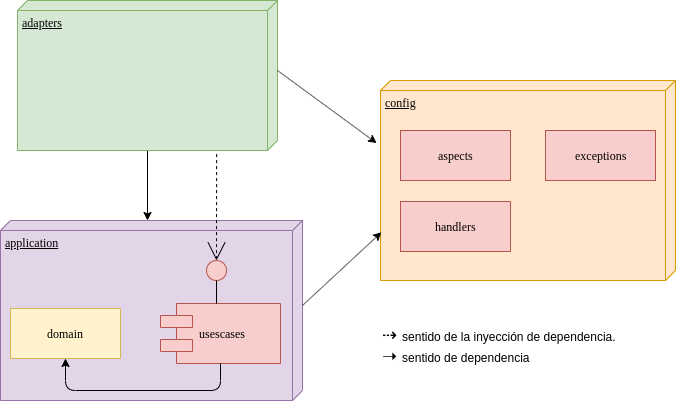 adapters
config
aspects
exceptions
handlers
application
domain
usescases
sentido de la inyección de dependencia.
sentido de dependencia